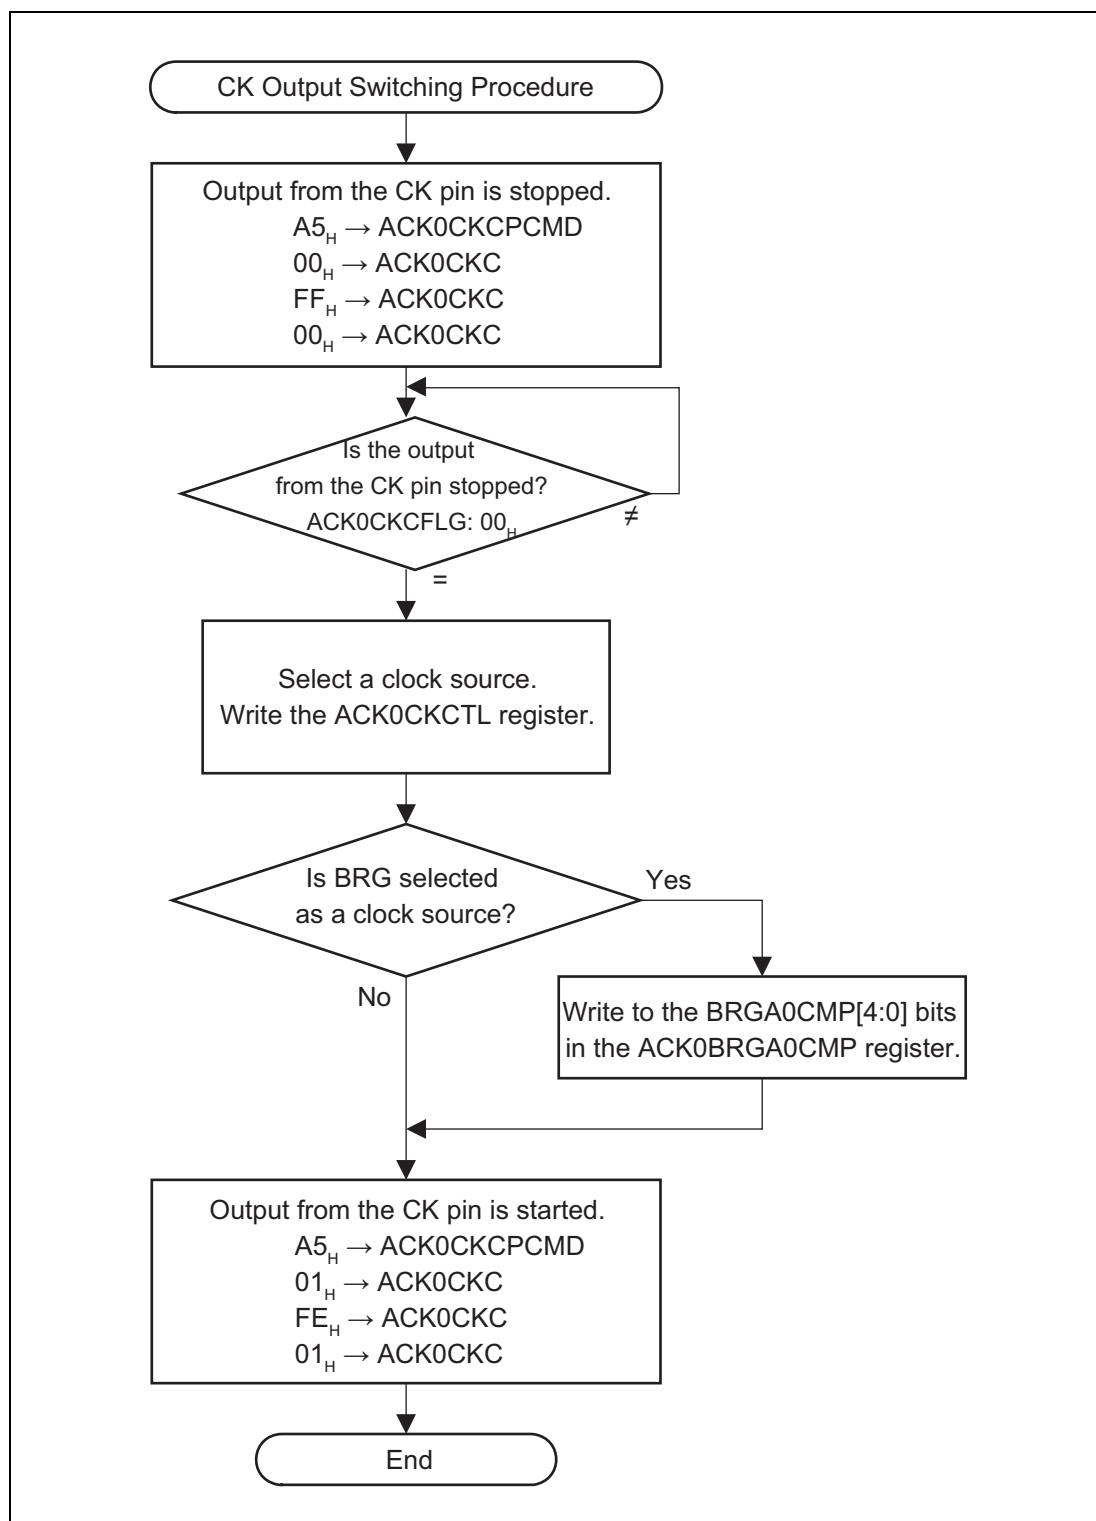 CK Output Switching Procedure
Output from the CK pin is stopped.
A5H → ACK0CKCPCMD
00H → ACK0CKC
FFH → ACK0CKC
00H → ACK0CKC
Is the output
from the CK pin stopped?
ACK0CKCFLG: 00H
≠
=
Select a clock source.
Write the ACK0CKCTL register.
Is BRG selected
as a clock source?
Yes
No
Write to the BRGA0CMP[4:0] bits
in the ACK0BRGA0CMP register.
Output from the CK pin is started.
A5H → ACK0CKCPCMD
01H → ACK0CKC
FEH → ACK0CKC
01H → ACK0CKC
End